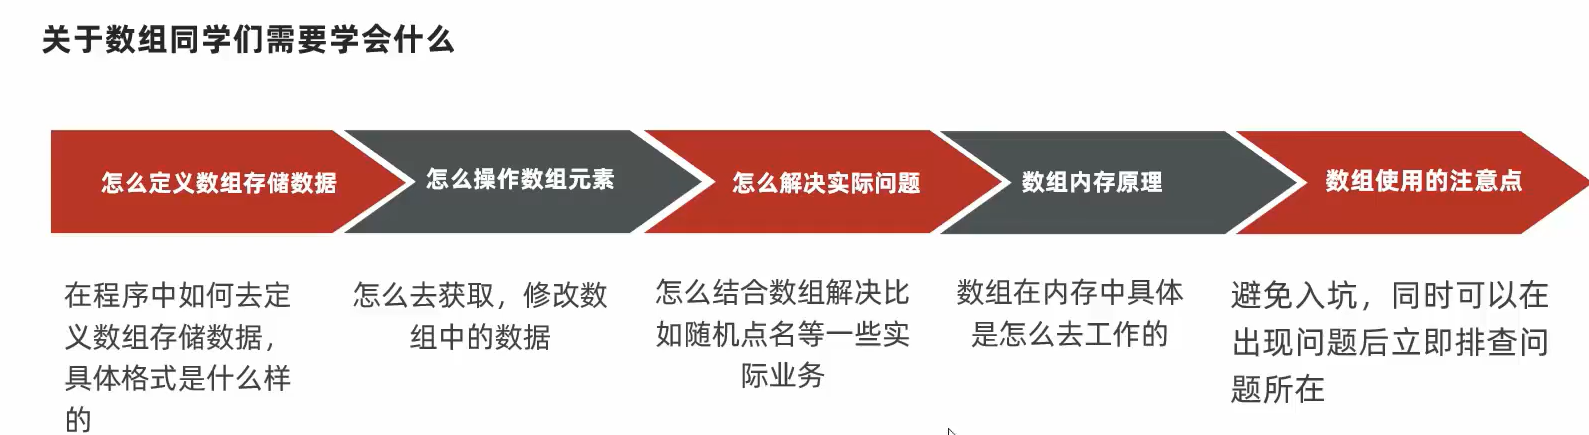 关于数组同学们需要学会什么
怎么定义数组存储数据
怎么操作数组元素
怎么解决实际问题
数组内存原理
数组使用的注意点
在程序中如何去定
义数组存储数据，
具体格式是什么样
的
怎么去获取，修改数
组中的数据
怎么结合数组解决比
如随机点名等一些实
际业务
数组在内存中具体
是怎么去工作的
避免入坑，同时可以在
出现问题后立即排查问
题所在